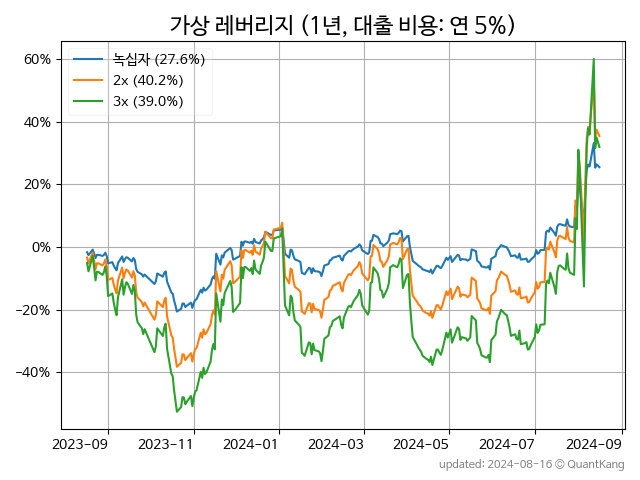 가상 레버리지 (1년, 대출 비용: 연 5%)
녹십자 (27.6%)
2x (40.2%)
3x (39.0%)
60%
40%
20%
0%
−20%
−40%
2023-09 2023-11 2024-01 2024-03 2024-05 2024-07 2024-09
updated: 2024-08-16 © QuantKang